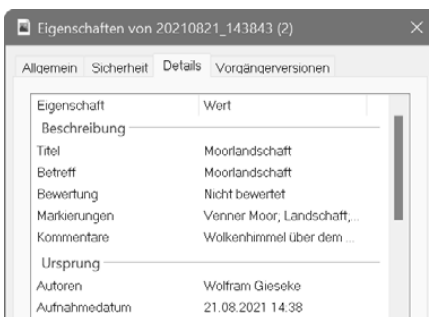 Eigenschaften von 20210821_143843 (2)
Allgemein Sicherheit Details Vorgängerversionen
Eigenschaft Wert
Beschreibung
Titel Moorlandschaft
Betreff Moorlandschaft
Bewertung Nicht bewertet
Markierungen Venner Moor, Landschaft,...
Kommentare Wolkenhimmel über dem ...
Ursprung
Autoren Wolfram Gieseke
Aufnahmedatum 21.08.2021 14:38